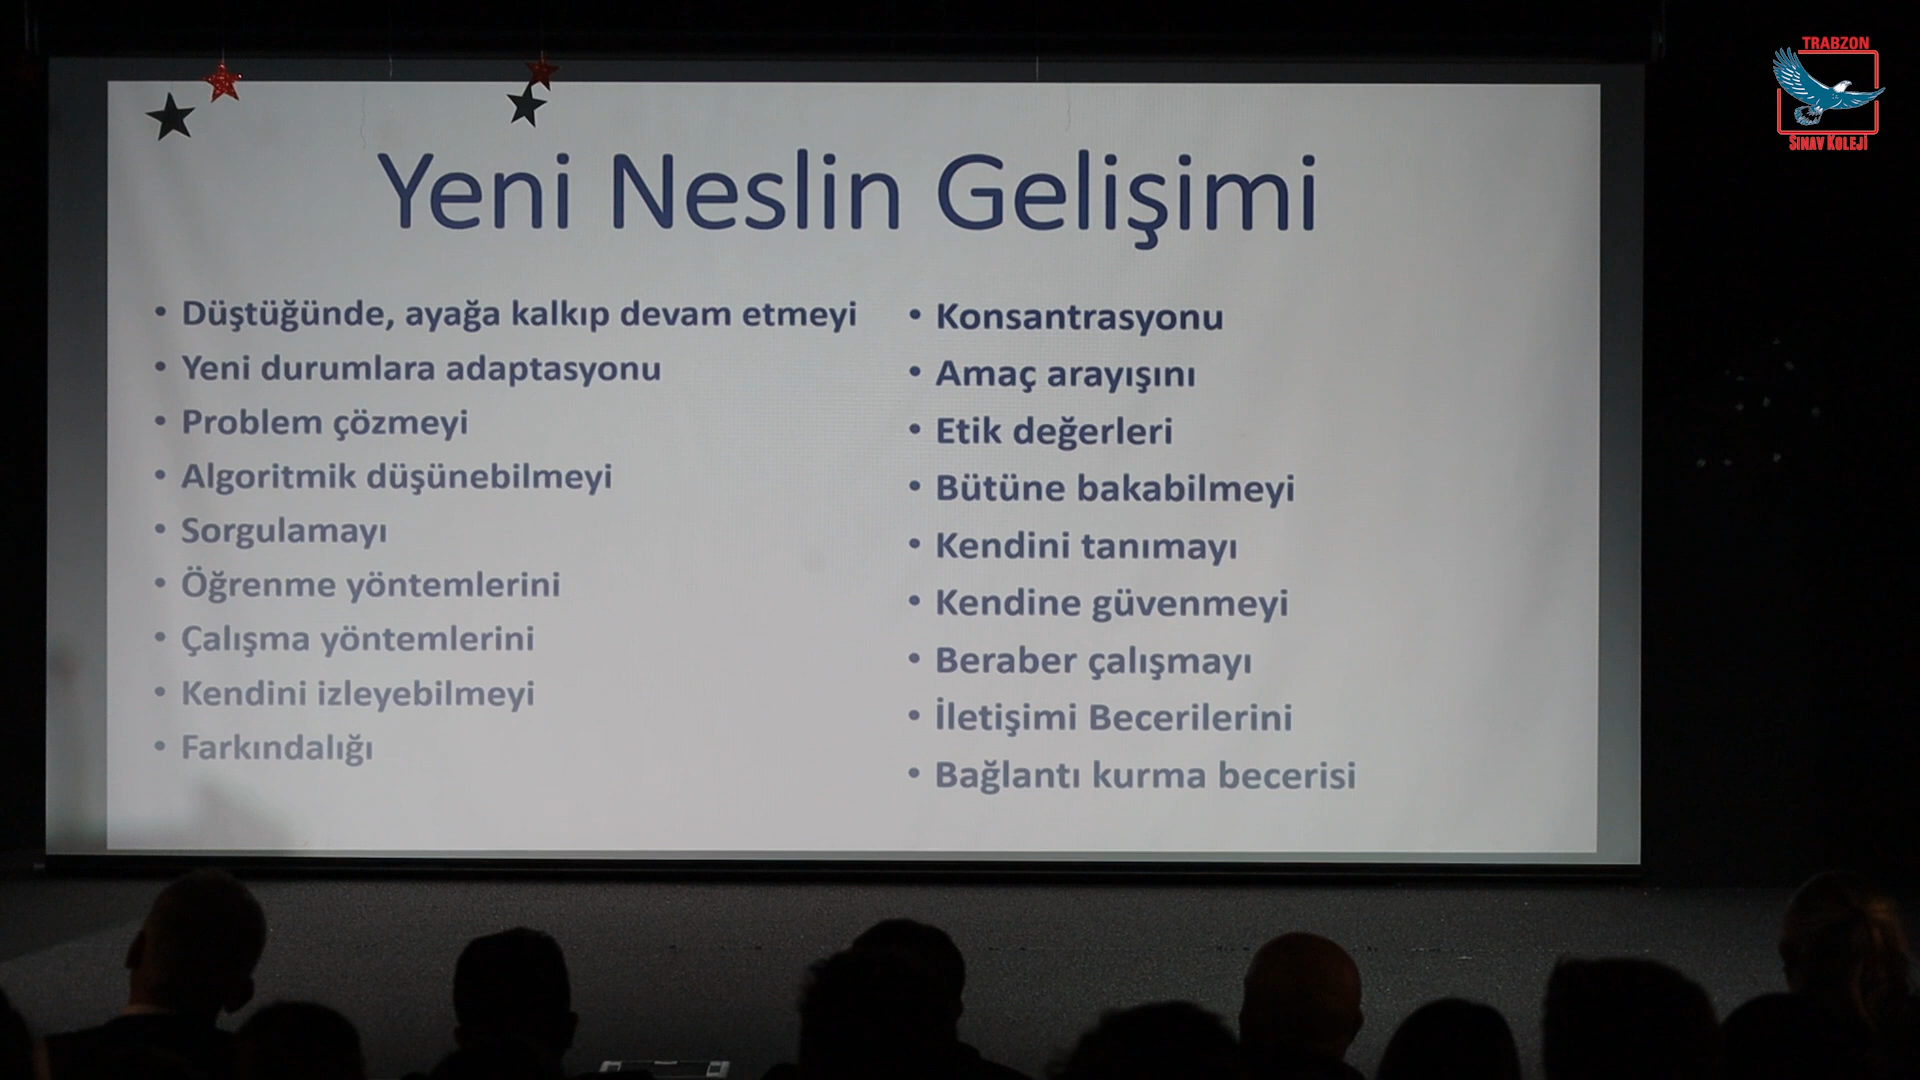 TRABZON
SINAV KOLEJİ
Yeni Neslin Gelişimi
• Düştüğünde, ayağa kalkıp devam etmeyi
• Yeni durumlara adaptasyonu
• Problem çözmeyi
• Algoritmik düşünebilmeyi
• Sorgulamayı
• Öğrenme yöntemlerini
• Çalışma yöntemlerini
• Kendini izleyebilmeyi
• Farkındalığı
• Konsantrasyonu
• Amaç arayışını
• Etik değerleri
• Bütüne bakabilmeyi
• Kendini tanımayı
• Kendine güvenmeyi
• Beraber çalışmayı
• İletişimi Becerilerini
• Bağlantı kurma becerisi